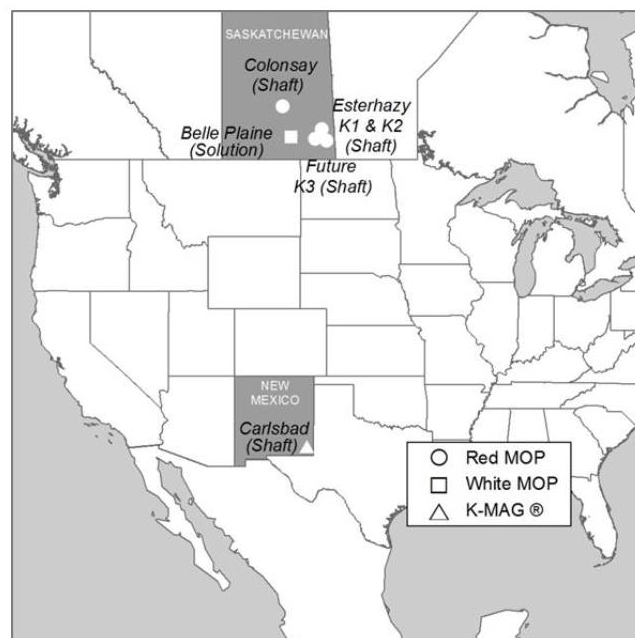 SASKATCHEWAN
Colonsay
(Shaft)
Esterhazy
K1 & K2
(Shaft)
Belle Plaine
(Solution)
Future
K3 (Shaft)
NEW
MEXICO
Carlsbad
(Shaft)
Red MOP
White MOP
K-MAG ®